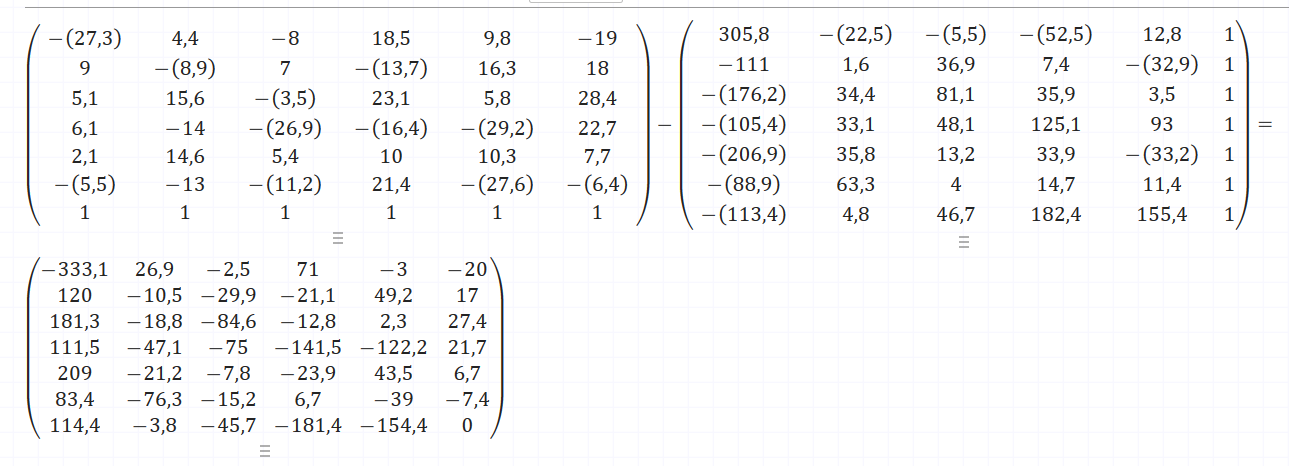 −(27,3) 4,4 −8 18,5 9,8 −19 305,8 −(22,5) −(5,5) −(52,5) 12,8 1
9 −(8,9) 7 −(13,7) 16,3 18 −111 1,6 36,9 7,4 −(32,9) 1
5,1 15,6 −(3,5) 23,1 5,8 28,4 −(176,2) 34,4 81,1 35,9 3,5 1
6,1 −14 −(26,9) −(16,4) −(29,2) 22,7 − −(105,4) 33,1 48,1 125,1 93 1 =
2,1 14,6 5,4 10 10,3 7,7 −(206,9) 35,8 13,2 33,9 −(33,2) 1
−(5,5) −13 −(11,2) 21,4 −(27,6) −(6,4) −(88,9) 63,3 4 14,7 11,4 1
1 1 1 1 1 1 −(113,4) 4,8 46,7 182,4 155,4 1
−333,1 26,9 −2,5 71 −3 −20
120 −10,5 −29,9 −21,1 49,2 17
181,3 −18,8 −84,6 −12,8 2,3 27,4
111,5 −47,1 −75 −141,5 −122,2 21,7
209 −21,2 −7,8 −23,9 43,5 6,7
83,4 −76,3 −15,2 6,7 −39 −7,4
114,4 −3,8 −45,7 −181,4 −154,4 0